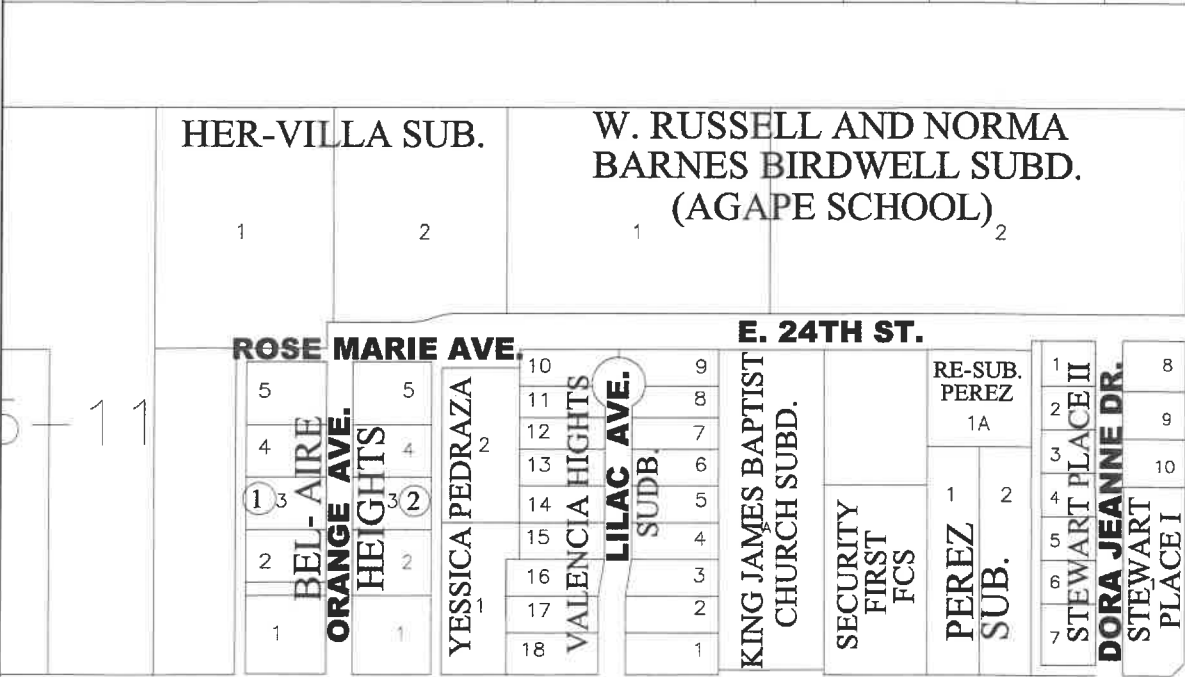 HER-VILLA SUB.
1
2
W. RUSSELL AND NORMA
BARNES BIRDWELL SUBD.
(AGAPE SCHOOL)
1
2
ROSE MARIE AVE.
E. 24TH ST.
5-11
5
4
1
3
2
1
BEL-AIRE
HEIGHTS
ORANGE AVE.
5
4
3
2
2
1
YESSICA PEDRAZA
2
YESSICA
1
10
11
12
13
14
15
16
17
18
VALENCIA HIGHTS
SUDB.
LILAC AVE.
9
8
7
6
5
4
3
2
1
KING JAMES BAPTIST
CHURCH SUBD.
A
SECURITY
FIRST
FCS
RE-SUB.
PEREZ
1A
1
2
PEREZ
SUB.
1
2
3
4
5
6
7
STEWART PLACE II
DORA JEANNE DR.
8
9
10
STEWART
PLACE I